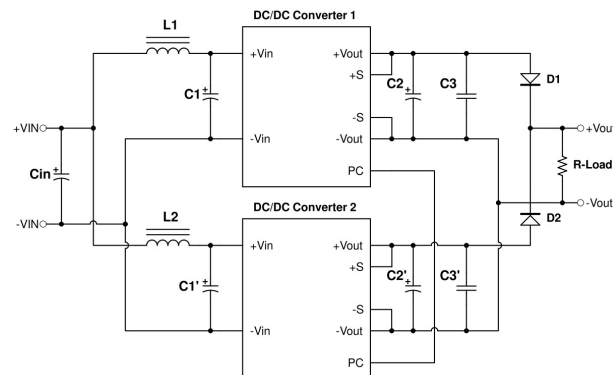 DC/DC Converter 1
L1
+Vin
+Vout
+S
C1
+
C2
+
C3
D1
-S
-Vin
-Vout
+VIN
+Vout
Cin
+
PC
R-Load
-VIN
-Vout
DC/DC Converter 2
L2
D2
+Vin
+Vout
+S
C1'
+
C2'
+
C3'
-S
-Vin
-Vout
PC